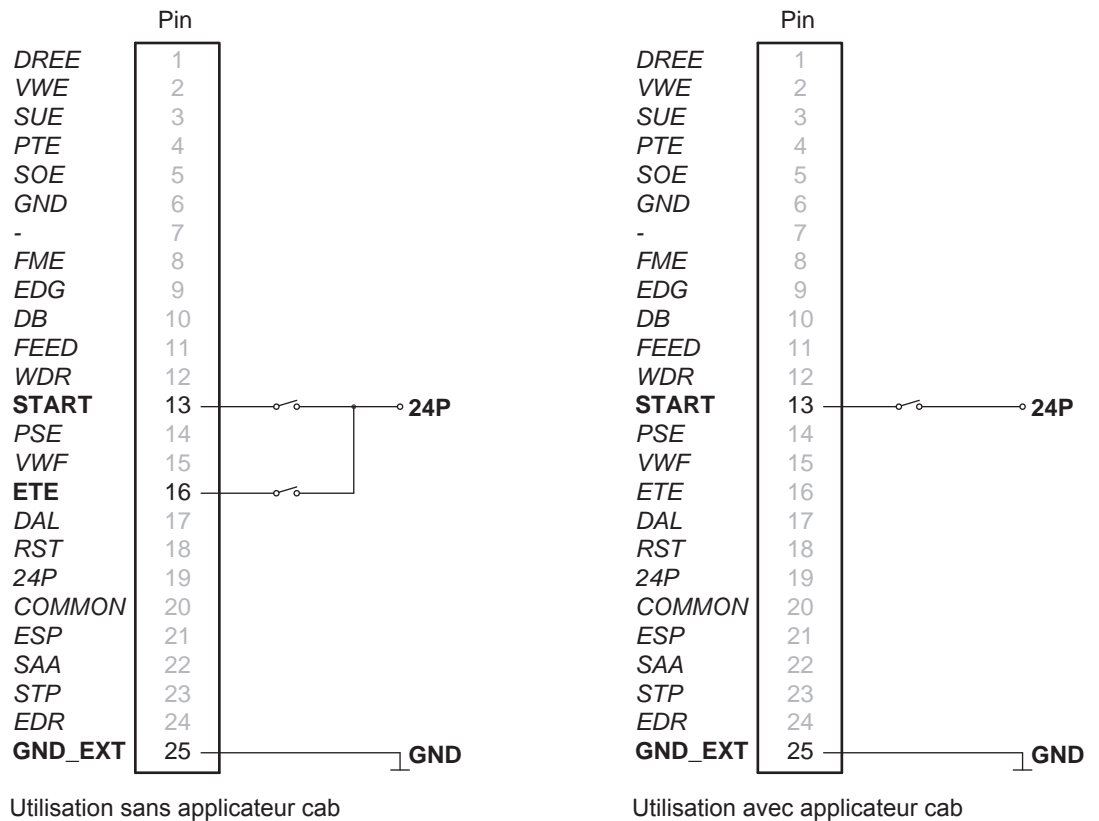 Pin Pin
DREE 1 DREE 1
VWE 2 VWE 2
SUE 3 SUE 3
PTE 4 PTE 4
SOE 5 SOE 5
GND 6 GND 6
- 7 - 7
FME 8 FME 8
EDG 9 EDG 9
DB 10 DB 10
FEED 11 FEED 11
WDR 12 WDR 12
START 13 24P START 13 24P
PSE 14 PSE 14
VWF 15 VWF 15
ETE 16 ETE 16
DAL 17 DAL 17
RST 18 RST 18
24P 19 24P 19
COMMON 20 COMMON 20
ESP 21 ESP 21
SAA 22 SAA 22
STP 23 STP 23
EDR 24 EDR 24
GND_EXT 25 GND GND_EXT 25 GND
Utilisation sans applicateur cab Utilisation avec applicateur cab